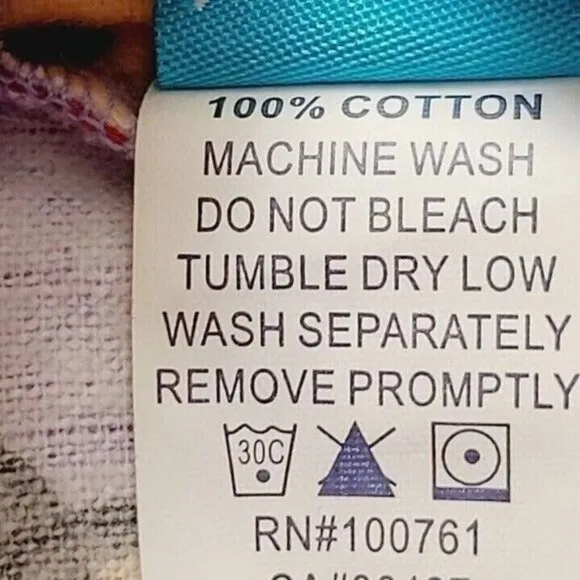 100% COTTON
MACHINE WASH
DO NOT BLEACH
TUMBLE DRY LOW
WASH SEPARATELY
REMOVE PROMPTLY
30C
RN#100761